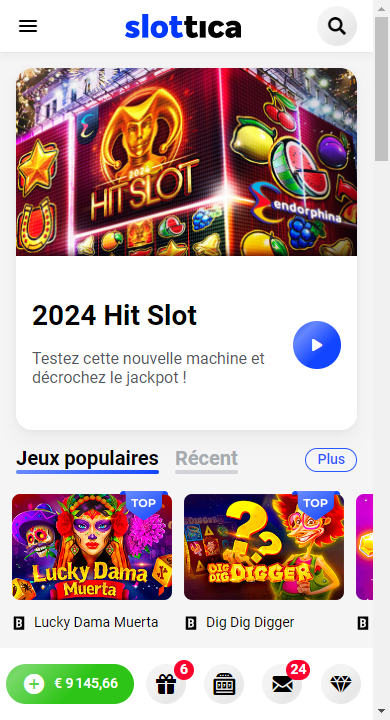 slottica
2024
HIT SLOT
endorphina
2024 Hit Slot
Testez cette nouvelle machine et
décrochez le jackpot !
Jeux populaires
Récent
Plus
TOP
TOP
Lucky Dama
Muerta
DIG
DIG DIGGER
B Lucky Dama Muerta
B Dig Dig Digger
B
€ 9 145,66
6
24